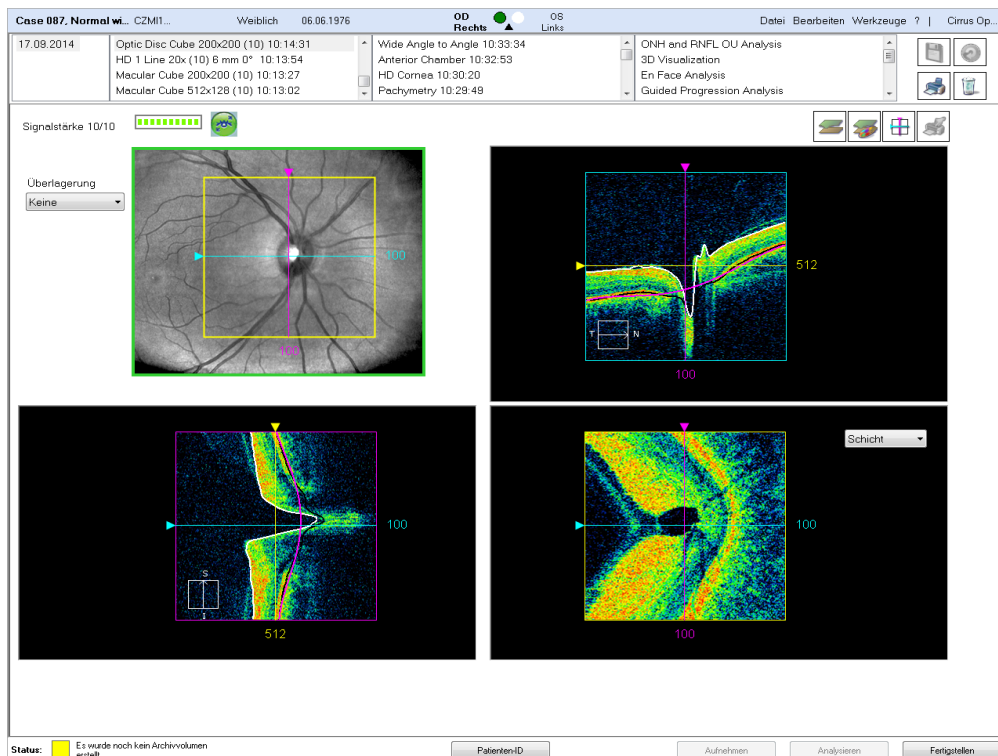 Case 087, Normal wi... CZMI1... Weiblich 06.06.1976 OD Rechts OS Links Datei Bearbeiten Werkzeuge ? | Cirrus Op...
17.09.2014
Optic Disc Cube 200x200 (10) 10:14:31
HD 1 Line 20x (10) 6 mm 0° 10:13:54
Macular Cube 200x200 (10) 10:13:27
Macular Cube 512x128 (10) 10:13:02
Wide Angle to Angle 10:33:34
Anterior Chamber 10:32:53
HD Cornea 10:30:20
Pachymetry 10:29:49
ONH and RNFL OU Analysis
3D Visualization
En Face Analysis
Guided Progression Analysis
Signalstärke 10/10
Überlagerung
Keine
100
100
512
T N
100
S
I
100
512
Schicht
100
100
Status: Es wurde noch kein Archivvolumen
erstellt
Patienten-ID Aufnehmen Analysieren Fertigstellen